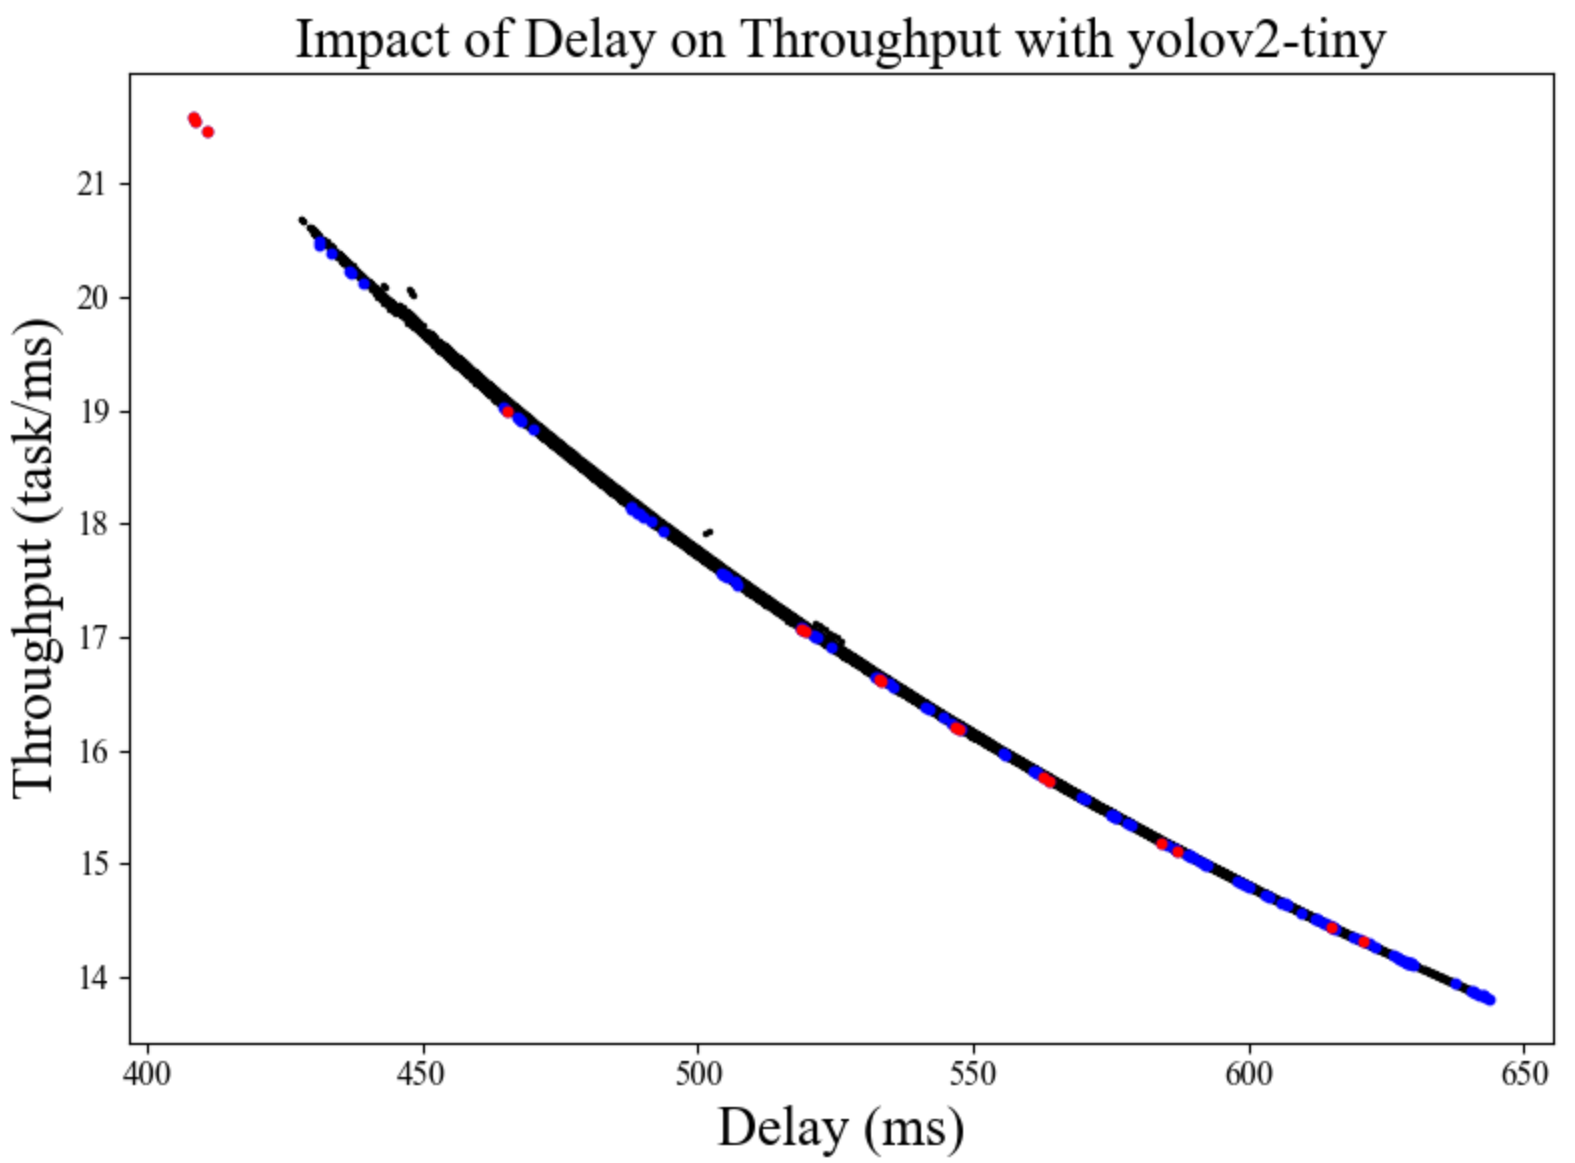 Impact of Delay on Throughput with yolov2-tiny
Throughput (task/ms)
21
20
19
18
17
16
15
14
400 450 500 550 600 650
Delay (ms)